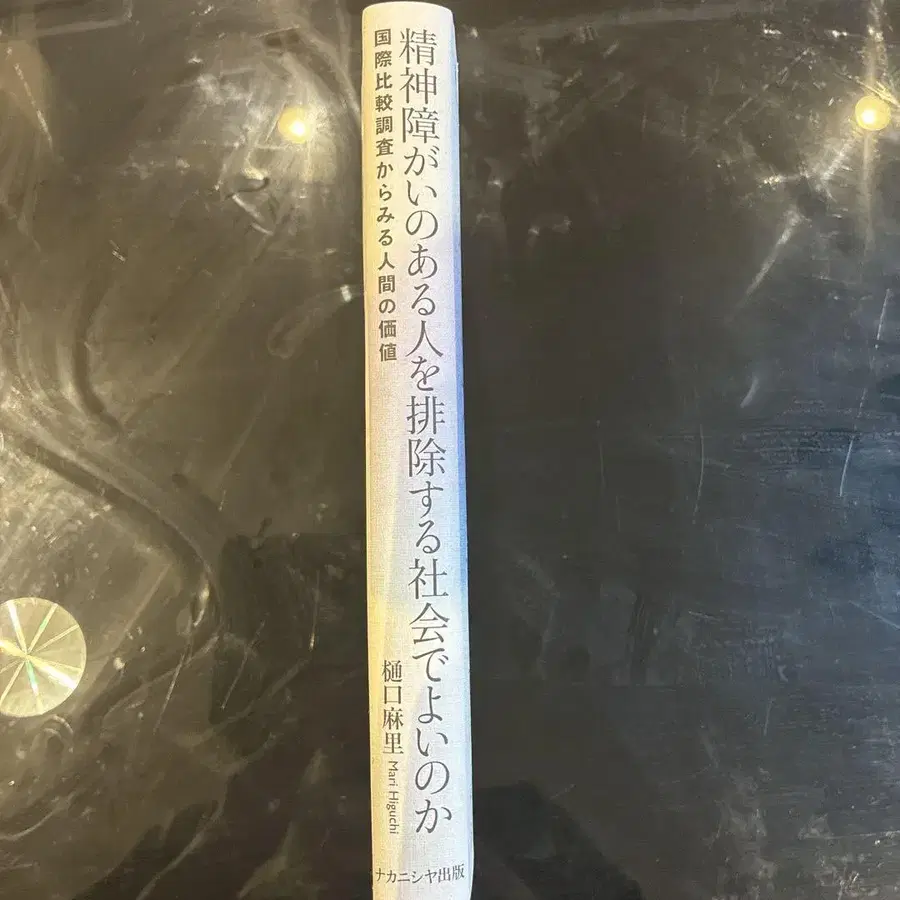 精神障がいのある人を排除する社会でよいのか
国際比較調査からみる人間の価値
樋口麻里 Mari Higuchi
ナカニシヤ出版